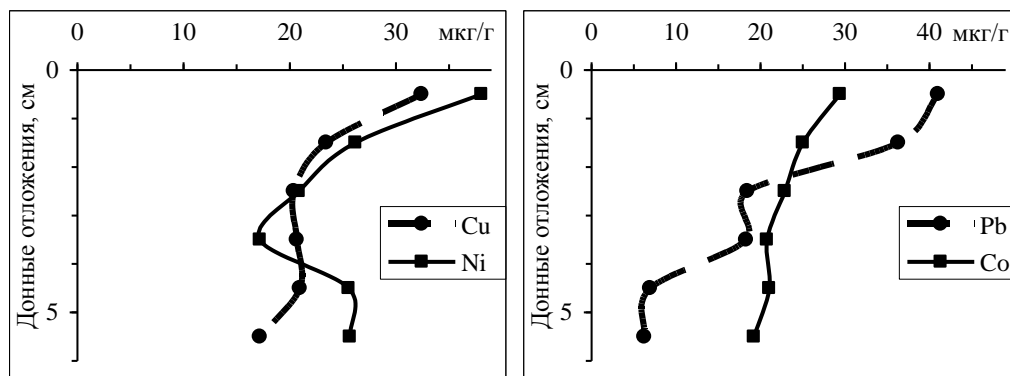 0 10 20 30 мкг/г
0
5
Донные отложения, см
Cu
Ni
0 10 20 30 40 мкг/г
0
5
Донные отложения, см
Pb
Co